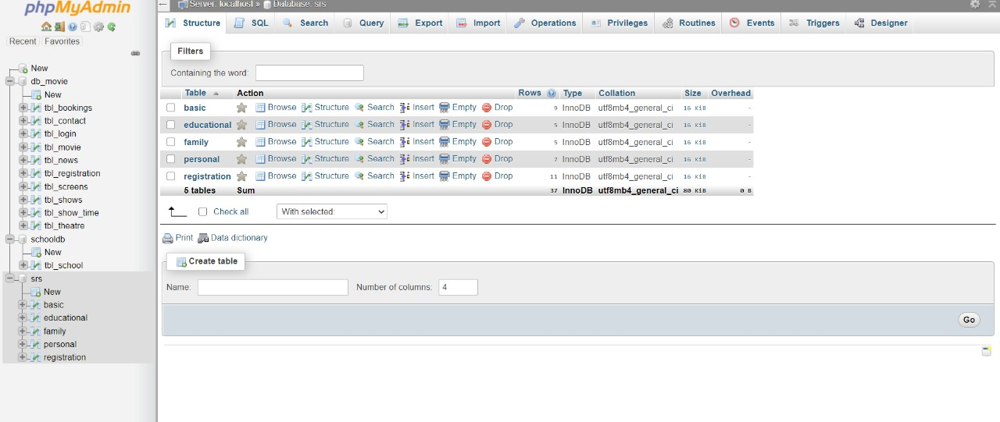 phpMyAdmin
Recent Favorites
New
db_movie
New
tbl_bookings
tbl_contact
tbl_login
tbl_movie
tbl_news
tbl_registration
tbl_screens
tbl_shows
tbl_show_time
tbl_theatre
schooldb
New
tbl_school
srs
New
basic
educational
family
personal
registration
Server: localhost » Database: srs
Structure SQL Search Query Export Import Operations Privileges Routines Events Triggers Designer
Filters
Containing the word:
Table Action Rows Type Collation Size Overhead
basic Browse Structure Search Insert Empty Drop 9 InnoDB utf8mb4_general_ci 16 KiB -
educational Browse Structure Search Insert Empty Drop 5 InnoDB utf8mb4_general_ci 16 KiB -
family Browse Structure Search Insert Empty Drop 5 InnoDB utf8mb4_general_ci 16 KiB -
personal Browse Structure Search Insert Empty Drop 7 InnoDB utf8mb4_general_ci 16 KiB -
registration Browse Structure Search Insert Empty Drop 11 InnoDB utf8mb4_general_ci 16 KiB -
5 tables Sum 37 InnoDB utf8mb4_general_ci 80 KiB 0 B
Check all With selected:
Print Data dictionary
Create table
Name: Number of columns: 4
Go